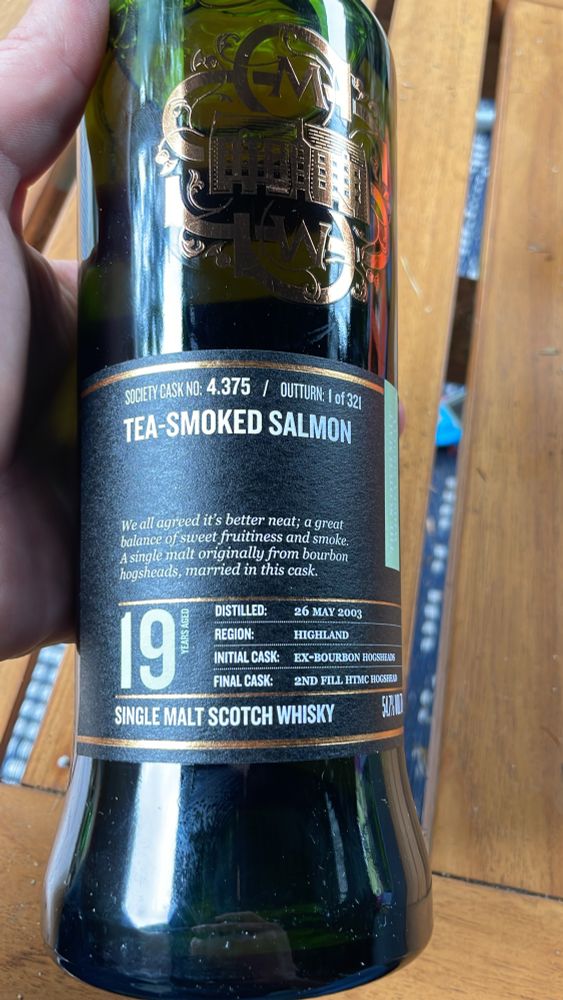 M
W
SOCIETY CASK NO: 4.375 / OUTTURN: 1 of 321
TEA-SMOKED SALMON
We all agreed it's better neat; a great
balance of sweet fruitiness and smoke.
A single malt originally from bourbon
hogsheads, married in this cask.
19 YEARS AGED
DISTILLED: 26 MAY 2003
REGION: HIGHLAND
INITIAL CASK: EX-BOURBON HOGSHEADS
FINAL CASK: 2ND FILL HTMC HOGSHEAD
SINGLE MALT SCOTCH WHISKY
54.7%